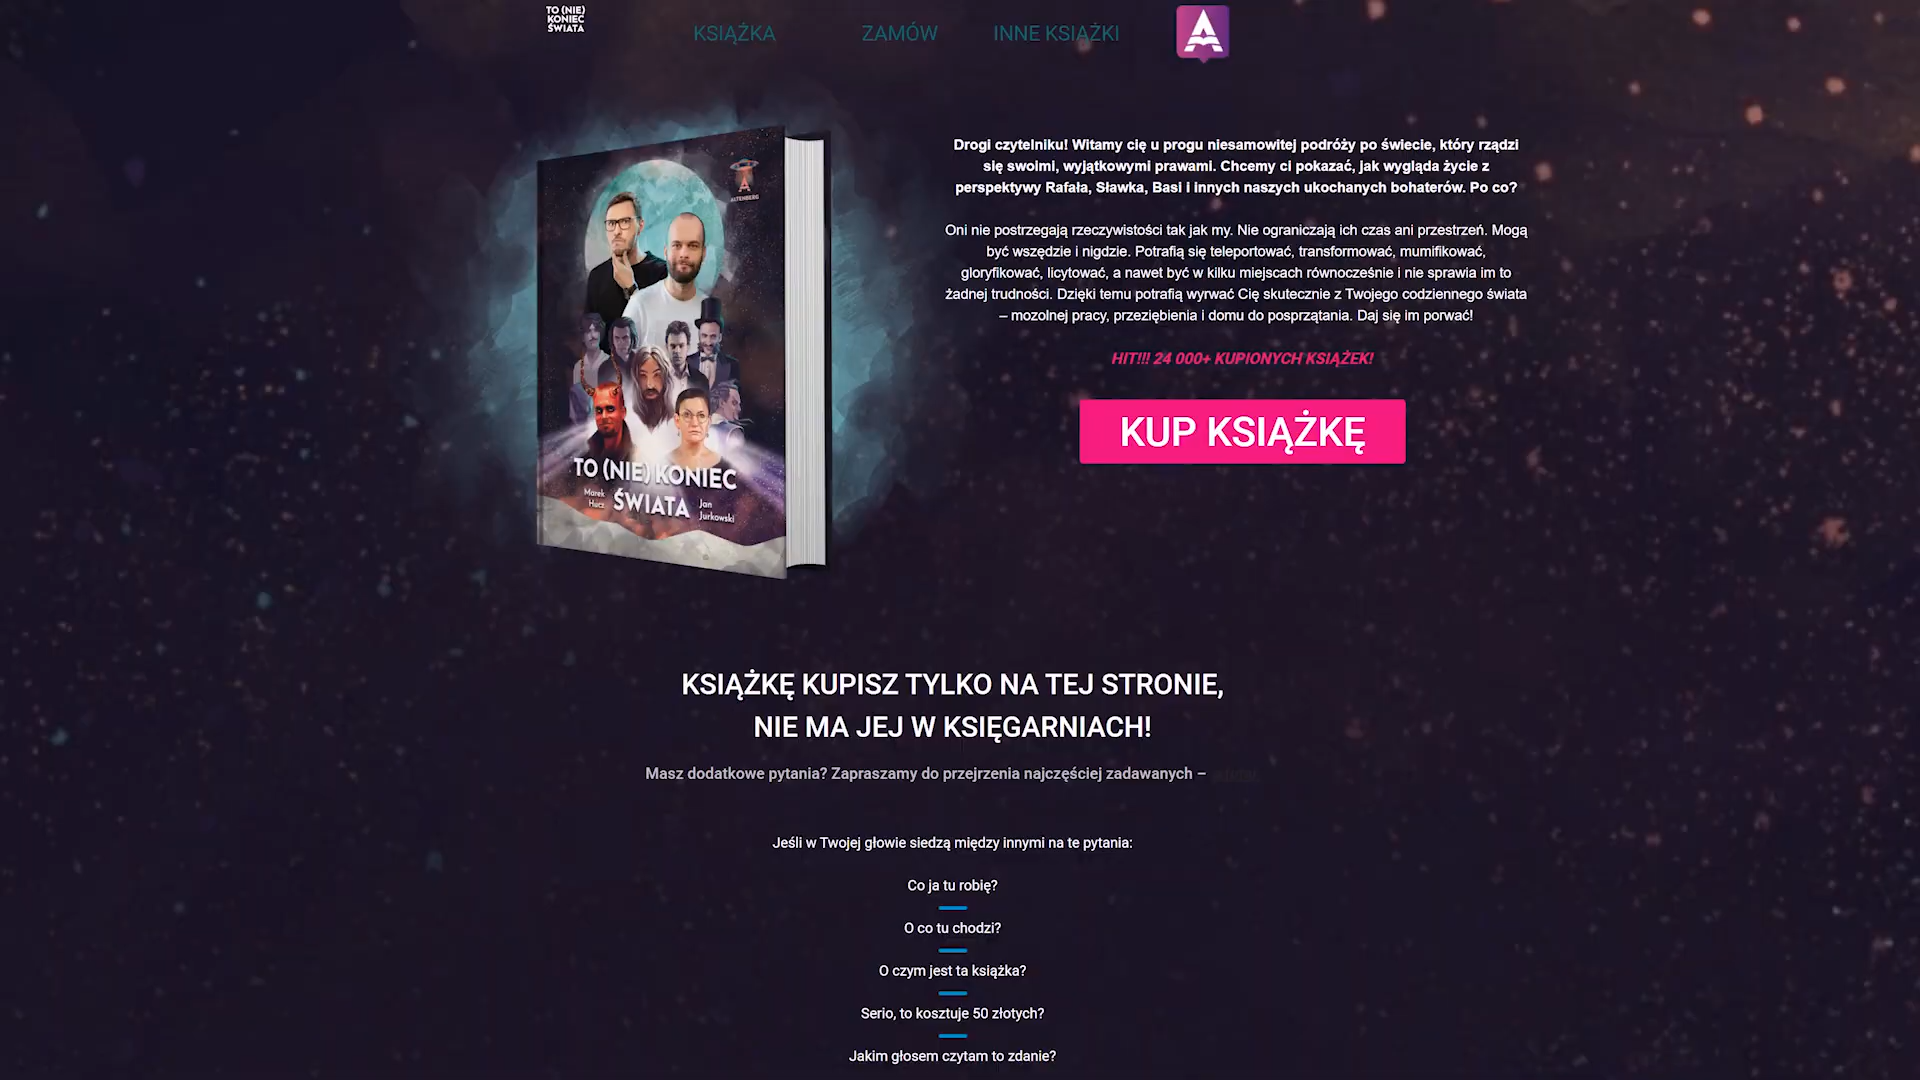 TO (NIE)
KONIEC
ŚWIATA
KSIĄŻKA
ZAMÓW
INNE KSIĄŻKI
ALTENBERG
TO (NIE) KONIEC
ŚWIATA
Marek
Hucz
Jan
Jurkowski
Drogi czytelniku! Witamy cię u progu niesamowitej podróży po świecie, który rządzi
się swoimi, wyjątkowymi prawami. Chcemy ci pokazać, jak wygląda życie z
perspektywy Rafała, Sławka, Basi i innych naszych ukochanych bohaterów. Po co?
Oni nie postrzegają rzeczywistości tak jak my. Nie ograniczają ich czas ani przestrzeń. Mogą
być wszędzie i nigdzie. Potrafią się teleportować, transformować, mumifikować,
gloryfikować, licytować, a nawet być w kilku miejscach równocześnie i nie sprawia im to
żadnej trudności. Dzięki temu potrafią wyrwać Cię skutecznie z Twojego codziennego świata
– mozolnej pracy, przeziębienia i domu do posprzątania. Daj się im porwać!
HIT!!! 24 000+ KUPIONYCH KSIĄŻEK!
KUP KSIĄŻKĘ
KSIĄŻKĘ KUPISZ TYLKO NA TEJ STRONIE,
NIE MA JEJ W KSIĘGARNIACH!
Masz dodatkowe pytania? Zapraszamy do przejrzenia najczęściej zadawanych –
Jeśli w Twojej głowie siedzą między innymi na te pytania:
Co ja tu robię?
O co tu chodzi?
O czym jest ta książka?
Serio, to kosztuje 50 złotych?
Jakim głosem czytam to zdanie?